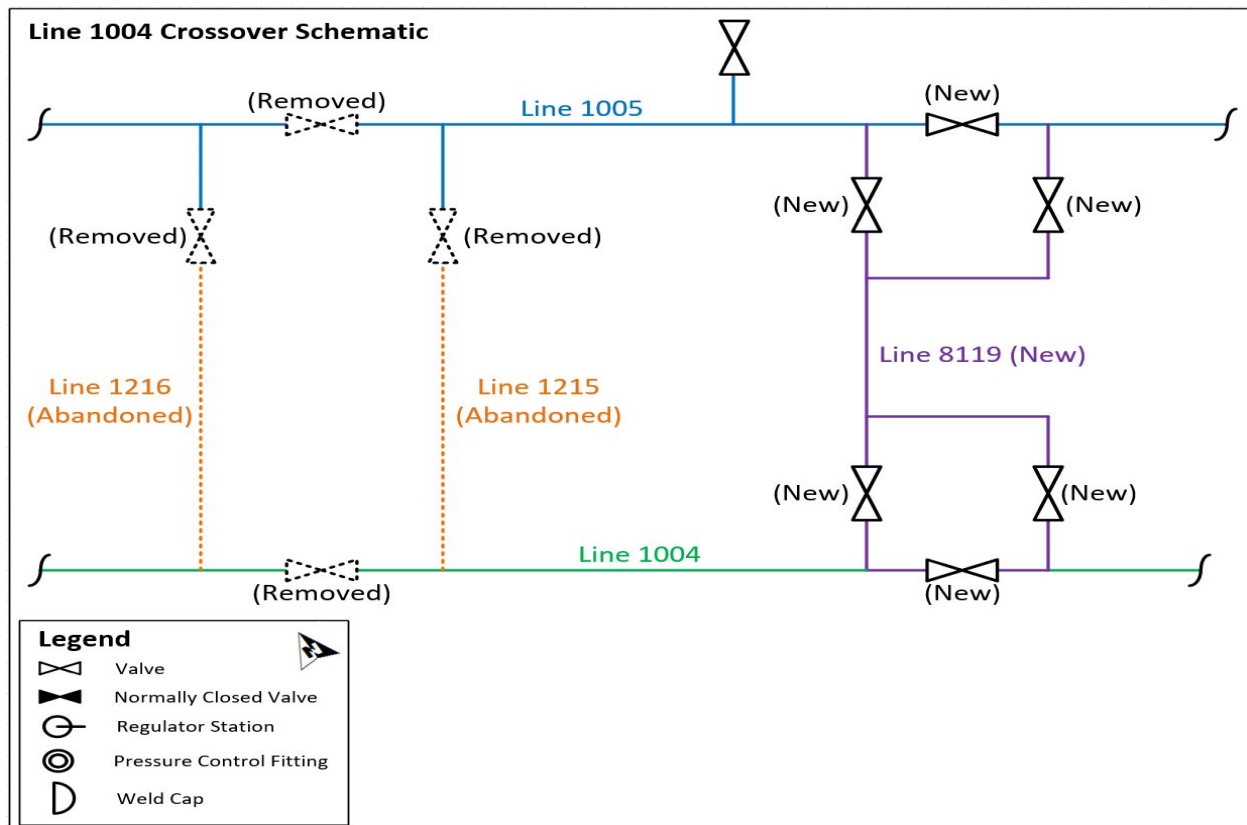 Line 1004 Crossover Schematic
(Removed)
Line 1005
(New)
(Removed)
(Removed)
(New)
(New)
Line 8119 (New)
Line 1216
(Abandoned)
Line 1215
(Abandoned)
(New)
(New)
Line 1004
(Removed)
(New)
Legend
N
Valve
Normally Closed Valve
Regulator Station
Pressure Control Fitting
Weld Cap